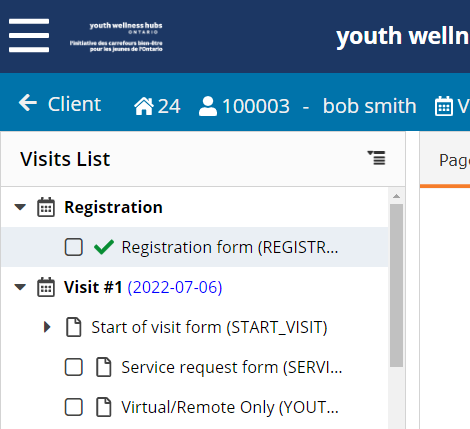 youth wellness hubs
ONTARIO
l'initiative des carrefours bien-être
pour les jeunes de l'Ontario
youth welln
Client 24 100003 - bob smith V
Visits List
Pag
Registration
Registration form (REGISTR...
Visit #1 (2022-07-06)
Start of visit form (START_VISIT)
Service request form (SERVI...
Virtual/Remote Only (YOUT...